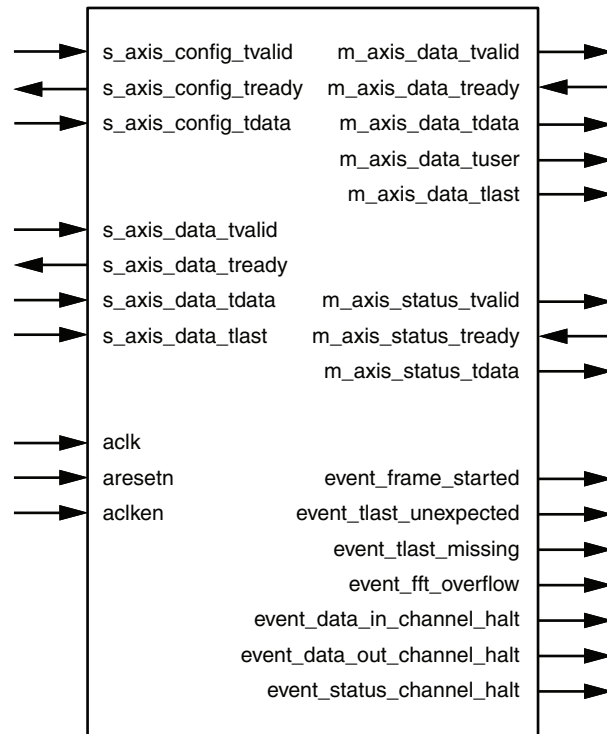 s_axis_config_tvalid
s_axis_config_tready
s_axis_config_tdata
s_axis_data_tvalid
s_axis_data_tready
s_axis_data_tdata
s_axis_data_tlast
aclk
aresetn
aclken
m_axis_data_tvalid
m_axis_data_tready
m_axis_data_tdata
m_axis_data_tuser
m_axis_data_tlast
m_axis_status_tvalid
m_axis_status_tready
m_axis_status_tdata
event_frame_started
event_tlast_unexpected
event_tlast_missing
event_fft_overflow
event_data_in_channel_halt
event_data_out_channel_halt
event_status_channel_halt